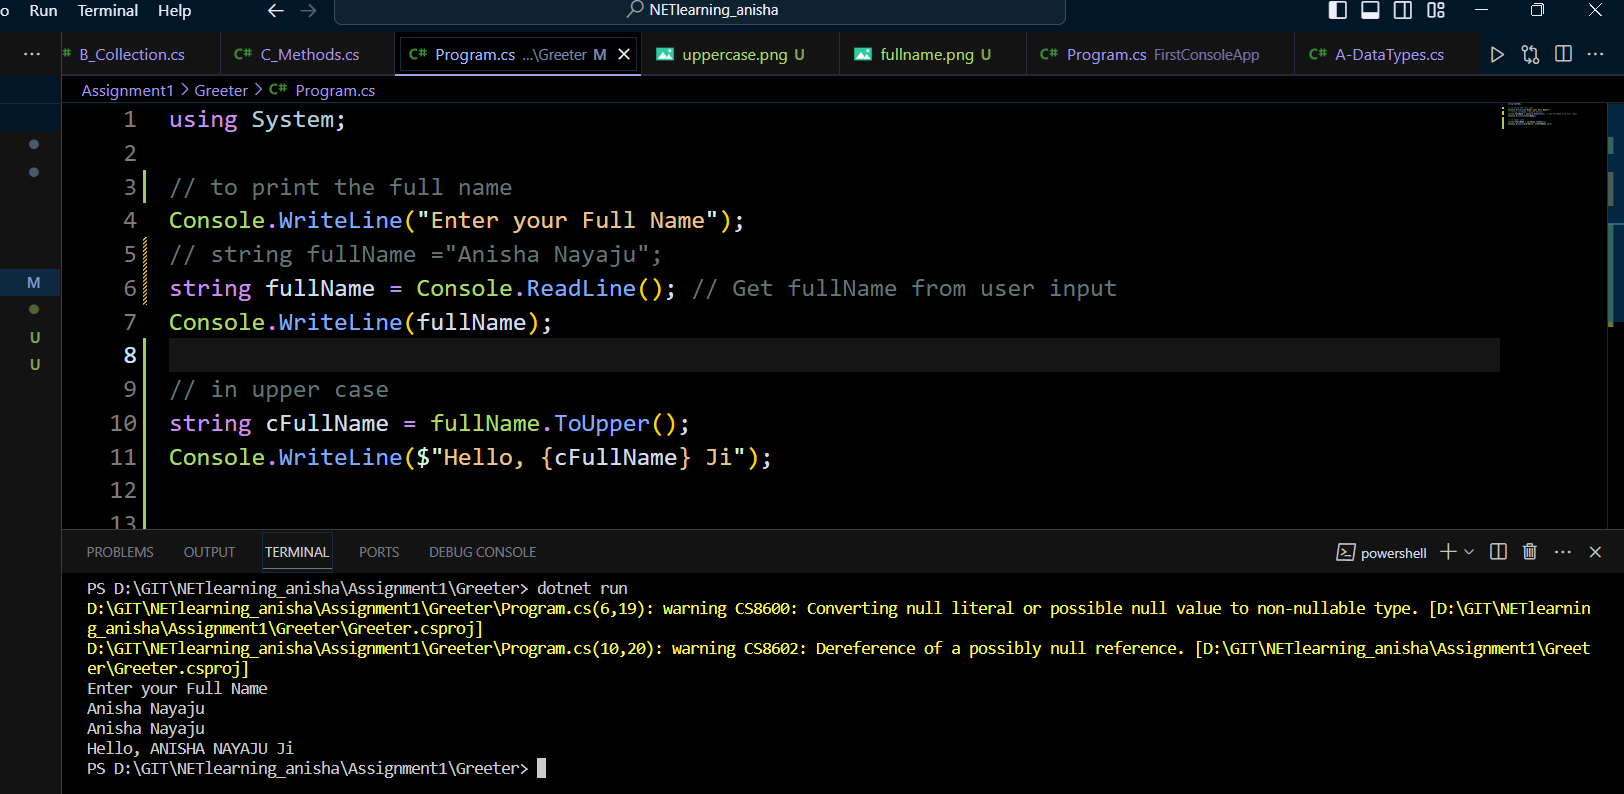 o Run Terminal Help NETlearning_anisha
B_Collection.cs C# C_Methods.cs C# Program.cs ...\Greeter M uppercase.png U fullname.png U C# Program.cs FirstConsoleApp C# A-DataTypes.cs
Assignment1 > Greeter > C# Program.cs
1 using System;
2
3 // to print the full name
4 Console.WriteLine("Enter your Full Name");
5 // string fullName ="Anisha Nayaju";
6 string fullName = Console.ReadLine(); // Get fullName from user input
7 Console.WriteLine(fullName);
8
9 // in upper case
10 string cFullName = fullName.ToUpper();
11 Console.WriteLine($"Hello, {cFullName} Ji");
12
13
M
U
U
PROBLEMS OUTPUT TERMINAL PORTS DEBUG CONSOLE powershell
PS D:\GIT\NETlearning_anisha\Assignment1\Greeter> dotnet run
D:\GIT\NETlearning_anisha\Assignment1\Greeter\Program.cs(6,19): warning CS8600: Converting null literal or possible null value to non-nullable type. [D:\GIT\NETlearnin
g_anisha\Assignment1\Greeter\Greeter.csproj]
D:\GIT\NETlearning_anisha\Assignment1\Greeter\Program.cs(10,20): warning CS8602: Dereference of a possibly null reference. [D:\GIT\NETlearning_anisha\Assignment1\Greet
er\Greeter.csproj]
Enter your Full Name
Anisha Nayaju
Anisha Nayaju
Hello, ANISHA NAYAJU Ji
PS D:\GIT\NETlearning_anisha\Assignment1\Greeter>